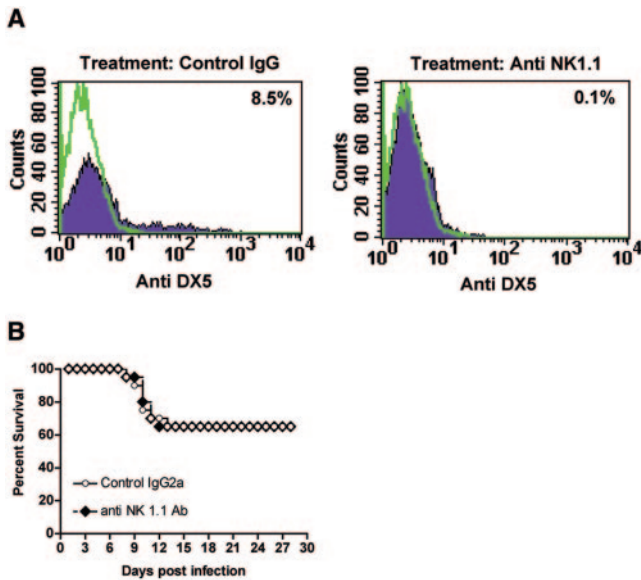 A
Treatment: Control IgG
8.5%
Counts
0 20 40 60 80 100
10^0 10^1 10^2 10^3 10^4
Anti DX5
Treatment: Anti NK1.1
0.1%
Counts
0 20 40 60 80 100
10^0 10^1 10^2 10^3 10^4
Anti DX5
B
Percent Survival
100
80
60
40
20
0
Control IgG2a
anti NK 1.1 Ab
0 3 6 9 12 15 18 21 24 27 30
Days post infection